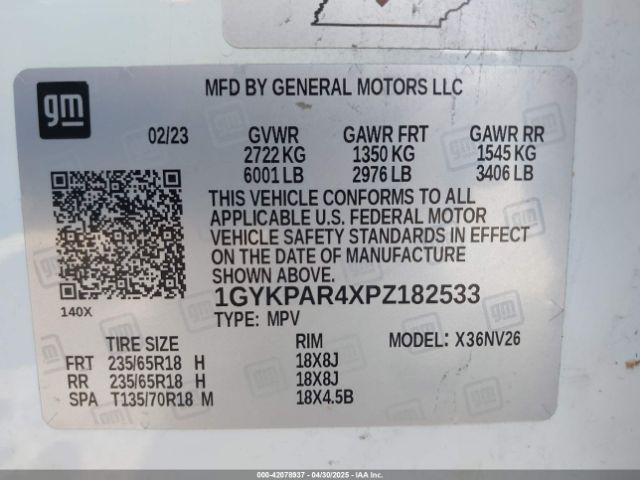 gm
MFD BY GENERAL MOTORS LLC
02/23 GVWR GAWR FRT GAWR RR
2722 KG 1350 KG 1545 KG
6001 LB 2976 LB 3406 LB
THIS VEHICLE CONFORMS TO ALL
APPLICABLE U.S. FEDERAL MOTOR
VEHICLE SAFETY STANDARDS IN EFFECT
ON THE DATE OF MANUFACTURE
SHOWN ABOVE.
1GYKPAR4XPZ182533
140X
TYPE: MPV
TIRE SIZE RIM MODEL: X36NV26
FRT 235/65R18 H 18X8J
RR 235/65R18 H 18X8J
SPA T135/70R18 M 18X4.5B
000-42078937 - 04/30/2025 - IAAI.COM